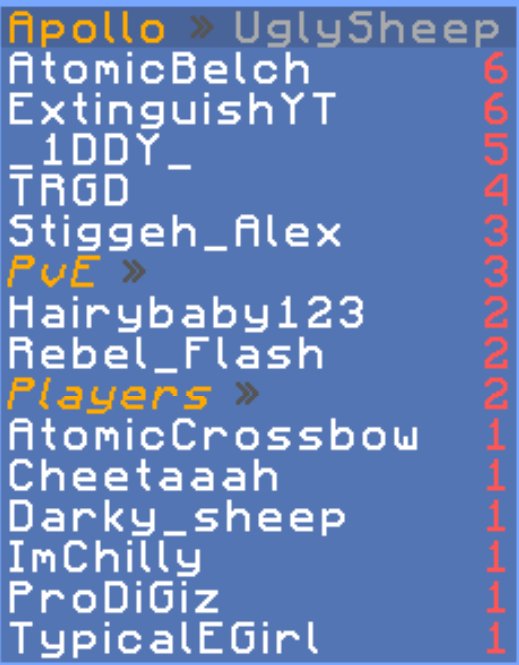 Apollo » UglySheep
AtomicBelch 6
ExtinguishYT 6
_1DDY_ 5
TRGD 4
Stiggeh_Alex 3
PvE » 3
Hairybaby123 2
Rebel_Flash 2
Players » 2
AtomicCrossbow 1
Cheetaaah 1
Darky_sheep 1
ImChilly 1
ProDiGiz 1
TypicalEGirl 1